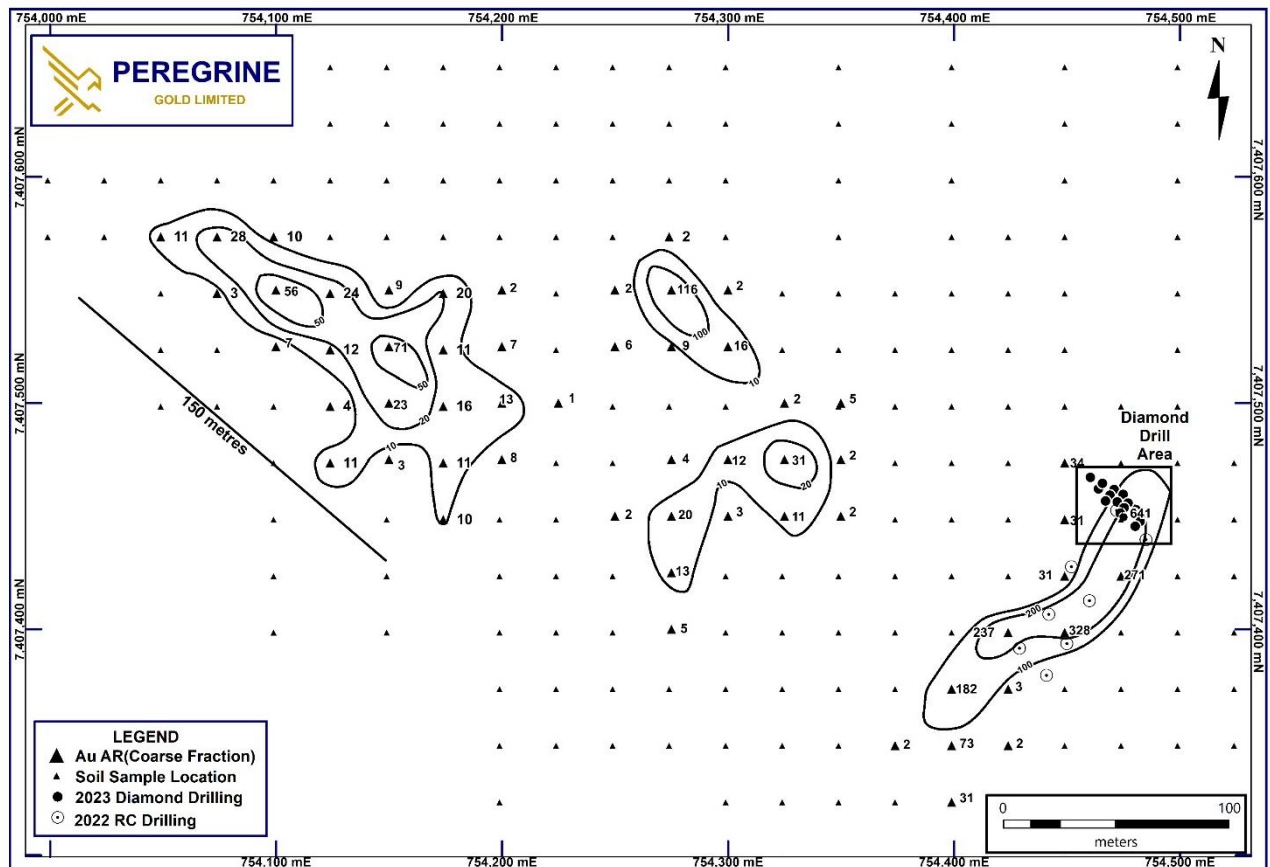 754,000 mE 754,100 mE 754,200 mE 754,300 mE 754,400 mE 754,500 mE
PEREGRINE
GOLD LIMITED
N
7,407,600 mN 7,407,600 mN
11 28 10 2
3 56 24 9 20 2 2 116 2
50 100
7 12 71 11 7 6 9 16
50 10
7,407,500 mN 7,407,500 mN
4 23 16 13 1 2 5
20
150 metres
Diamond
Drill
Area
10
11 3 11 8 4 12 31 2 34
10 20
10 2 20 3 11 2 31 641
13 31 271
200
7,407,400 mN 7,407,400 mN
5 237 328
100
182 3
2 73 2
31
LEGEND
Au AR(Coarse Fraction)
Soil Sample Location
2023 Diamond Drilling
2022 RC Drilling
0 100
meters
754,100 mE 754,200 mE 754,300 mE 754,400 mE 754,500 mE